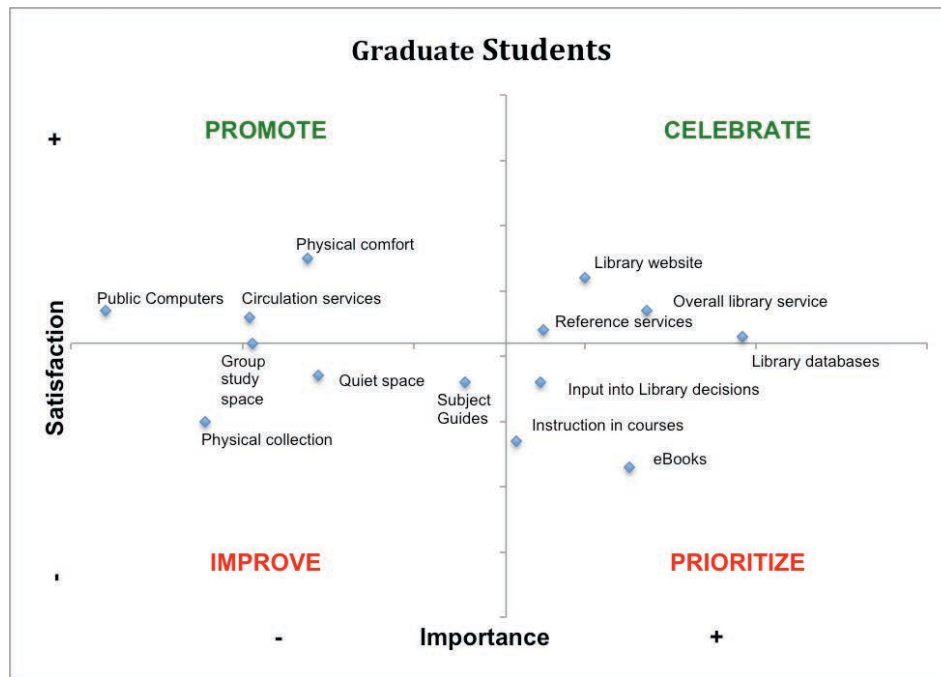 Graduate Students
PROMOTE
CELEBRATE
+
Physical comfort
Library website
Public Computers
Circulation services
Overall library service
Reference services
Satisfaction
Group
study
space
Quiet space
Subject
Guides
Input into Library decisions
Library databases
Physical collection
Instruction in courses
eBooks
IMPROVE
PRIORITIZE
-
-
Importance
+